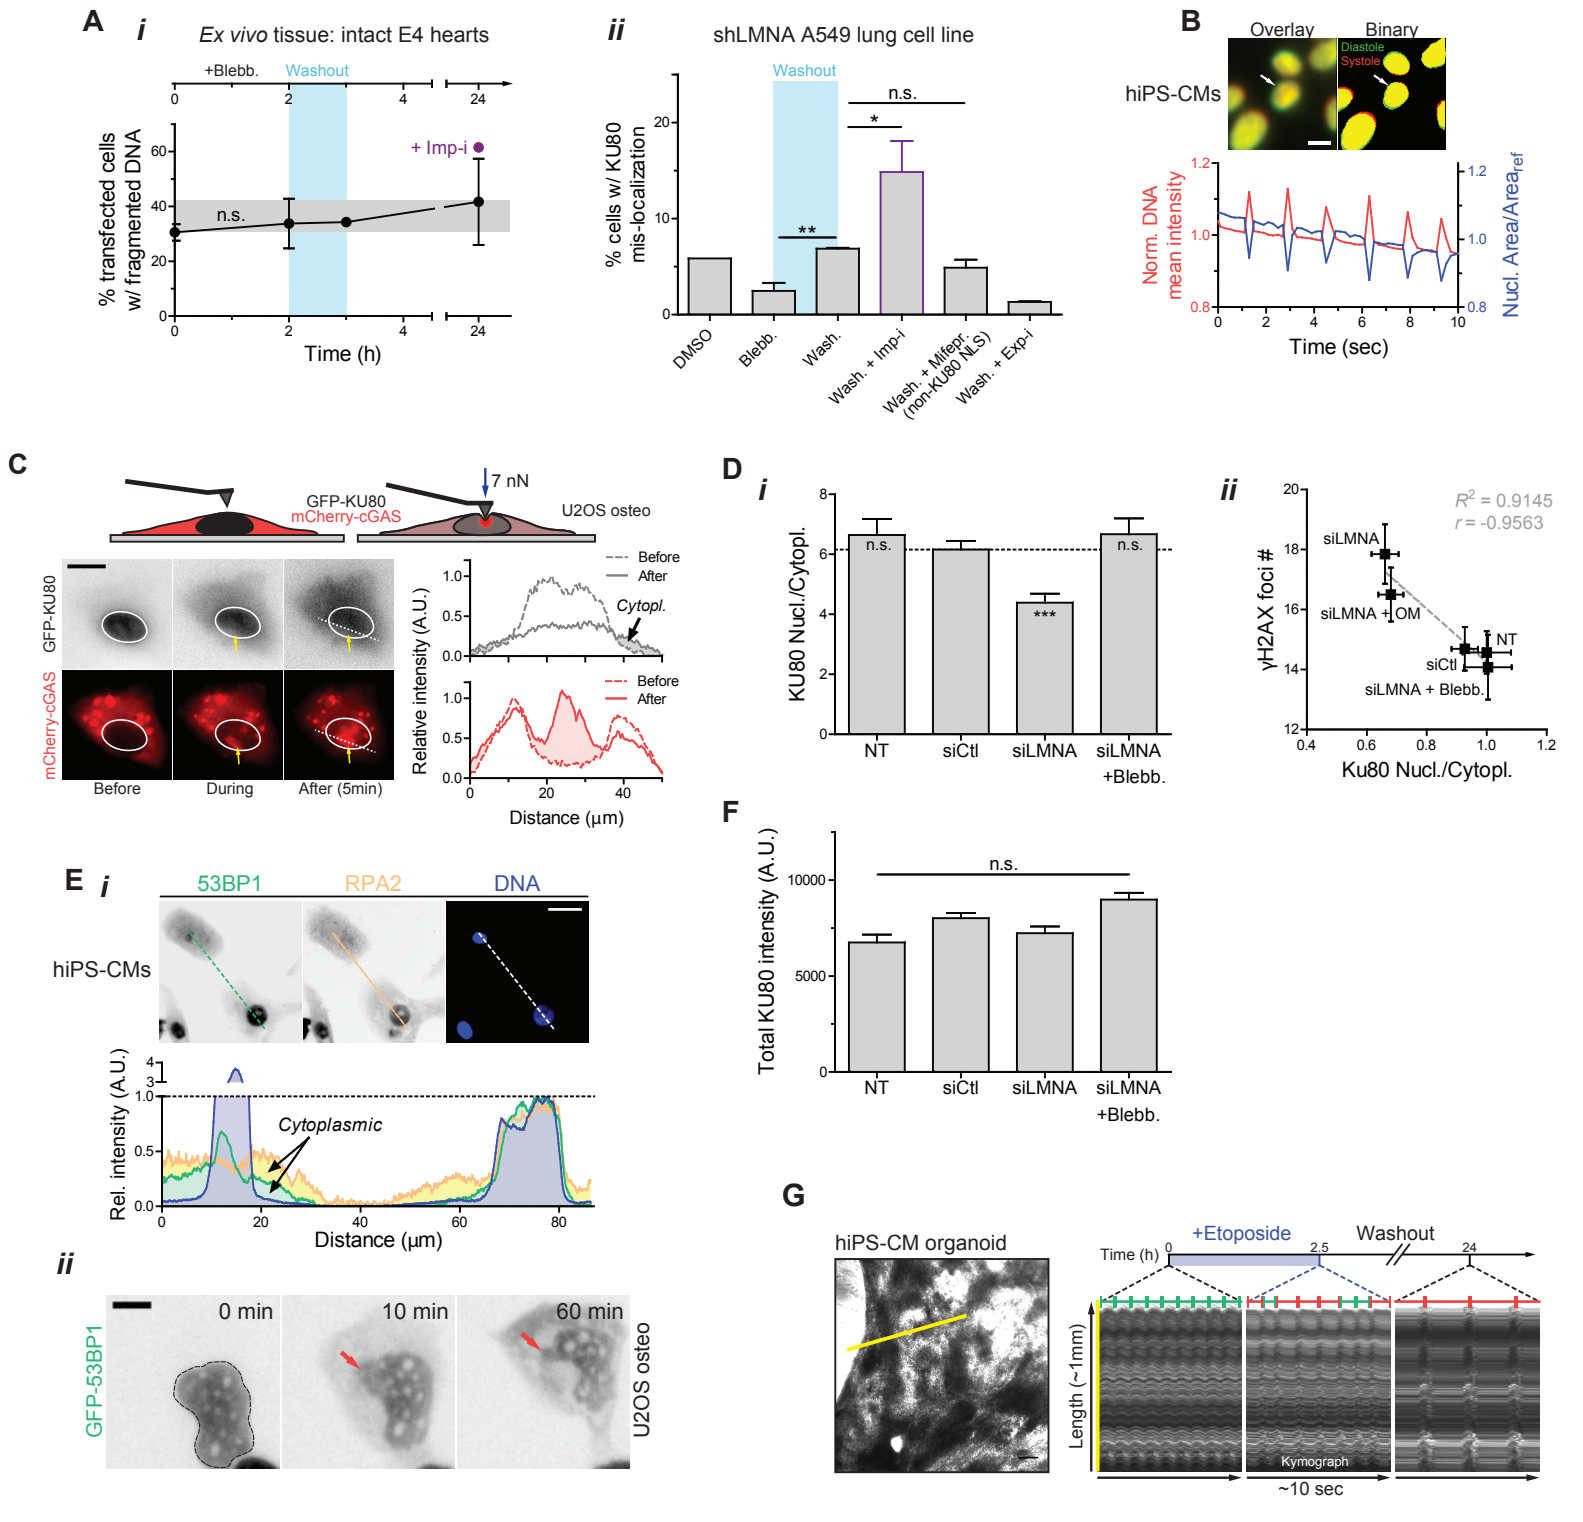 A
i
Ex vivo tissue: intact E4 hearts
+Blebb.
Washout
0
2
4
24
% transfected cells
w/ fragmented DNA
60
40
20
0
+ Imp-i
n.s.
0
2
4
24
Time (h)
ii
shLMNA A549 lung cell line
Washout
% cells w/ KU80
mis-localization
20
10
0
n.s.
*
**
DMSO
Blebb.
Wash.
Wash. + Imp-i
Wash. + Mifepr.
(non-KU80 NLS)
Wash. + Exp-i
B
Overlay
Binary
Diastole
Systole
hiPS-CMs
Norm. DNA
mean intensity
1.2
1.0
0.8
1.2
1.0
0.8
Nucl. Area/Arearef
0
2
4
6
8
10
Time (sec)
C
7 nN
GFP-KU80
mCherry-cGAS
U2OS osteo
GFP-KU80
mCherry-cGAS
Before
During
After (5min)
Relative intensity (A.U.)
1.0
0.5
0.0
Before
After
Cytopl.
1.0
0.5
0.0
Before
After
0
20
40
Distance (µm)
D
i
KU80 Nucl./Cytopl.
8
6
4
2
0
n.s.
***
n.s.
NT
siCtl
siLMNA
siLMNA
+Blebb.
ii
γH2AX foci #
20
18
16
14
12
R² = 0.9145
r = -0.9563
siLMNA
siLMNA + OM
NT
siCtl
siLMNA + Blebb.
0.4
0.6
0.8
1.0
1.2
Ku80 Nucl./Cytopl.
E
i
53BP1
RPA2
DNA
hiPS-CMs
Rel. intensity (A.U.)
4
3
1.0
0.5
0.0
Cytoplasmic
0
20
40
60
80
Distance (µm)
ii
GFP-53BP1
0 min
10 min
60 min
U2OS osteo
F
Total KU80 intensity (A.U.)
10000
5000
0
n.s.
NT
siCtl
siLMNA
siLMNA
+Blebb.
G
hiPS-CM organoid
+Etoposide
Washout
Time (h)
0
2.5
24
Length (~1mm)
Kymograph
~10 sec